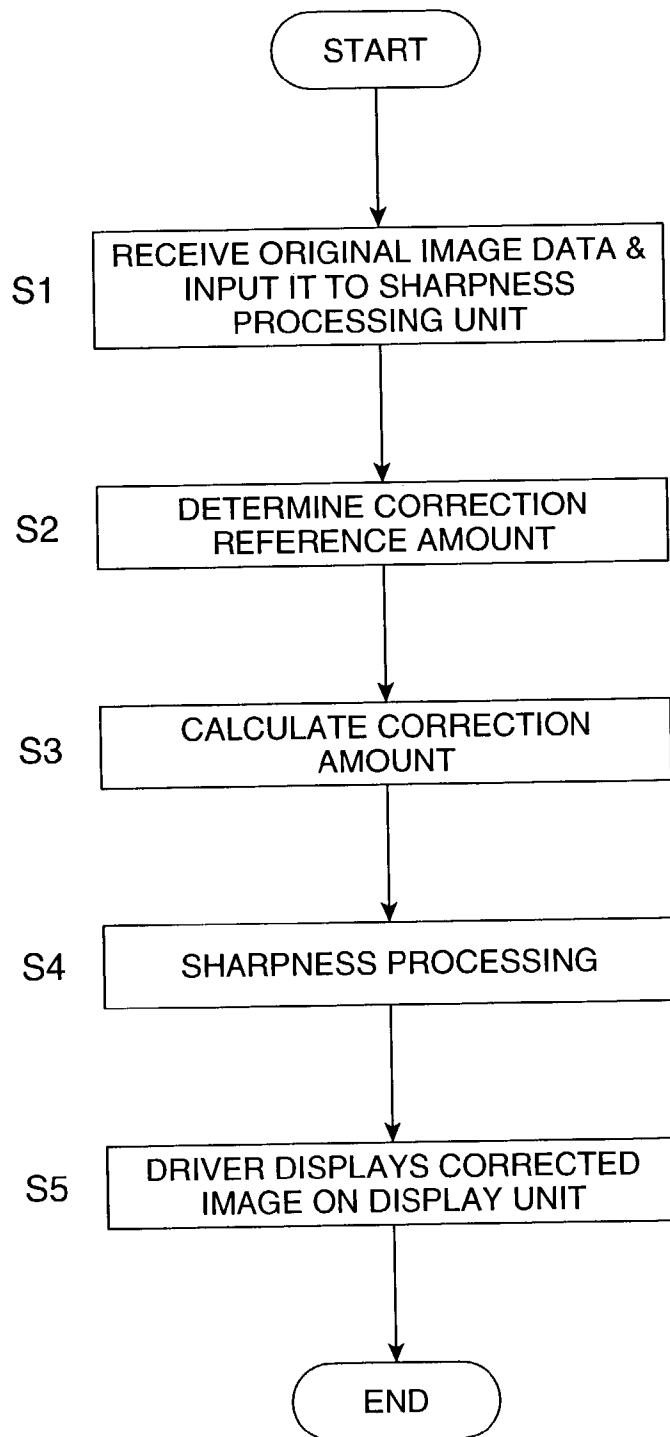 START
S1
RECEIVE ORIGINAL IMAGE DATA &
INPUT IT TO SHARPNESS
PROCESSING UNIT
S2
DETERMINE CORRECTION
REFERENCE AMOUNT
S3
CALCULATE CORRECTION
AMOUNT
S4
SHARPNESS PROCESSING
S5
DRIVER DISPLAYS CORRECTED
IMAGE ON DISPLAY UNIT
END